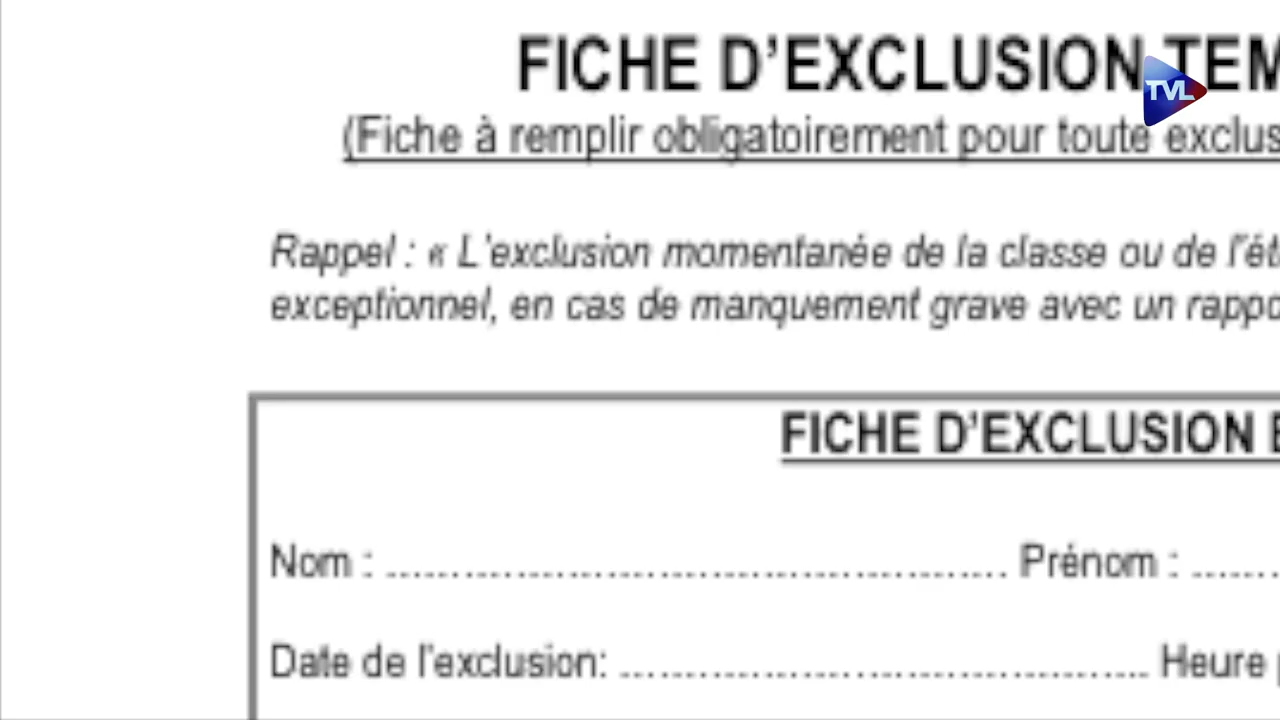 FICHE D’EXCLUSION TEM
TVL
(Fiche à remplir obligatoirement pour toute exclus
Rappel : « L’exclusion momentanée de la classe ou de l’ét
exceptionnel, en cas de manquement grave avec un rappo
FICHE D’EXCLUSION E
Nom : .................................................. Prénom : .......
Date de l’exclusion: .......................................... Heure p